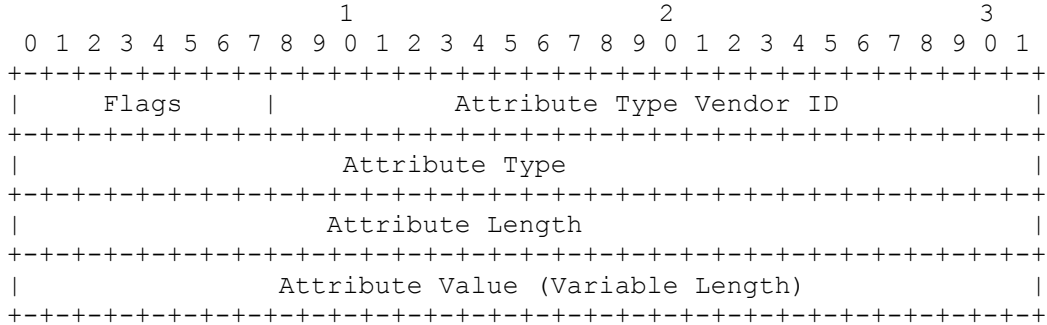 1                   2                   3
 0 1 2 3 4 5 6 7 8 9 0 1 2 3 4 5 6 7 8 9 0 1 2 3 4 5 6 7 8 9 0 1
+-+-+-+-+-+-+-+-+-+-+-+-+-+-+-+-+-+-+-+-+-+-+-+-+-+-+-+-+-+-+-+-+
|     Flags     |           Attribute Type Vendor ID            |
+-+-+-+-+-+-+-+-+-+-+-+-+-+-+-+-+-+-+-+-+-+-+-+-+-+-+-+-+-+-+-+-+
|                    Attribute Type                             |
+-+-+-+-+-+-+-+-+-+-+-+-+-+-+-+-+-+-+-+-+-+-+-+-+-+-+-+-+-+-+-+-+
|                   Attribute Length                            |
+-+-+-+-+-+-+-+-+-+-+-+-+-+-+-+-+-+-+-+-+-+-+-+-+-+-+-+-+-+-+-+-+
|                Attribute Value (Variable Length)              |
+-+-+-+-+-+-+-+-+-+-+-+-+-+-+-+-+-+-+-+-+-+-+-+-+-+-+-+-+-+-+-+-+